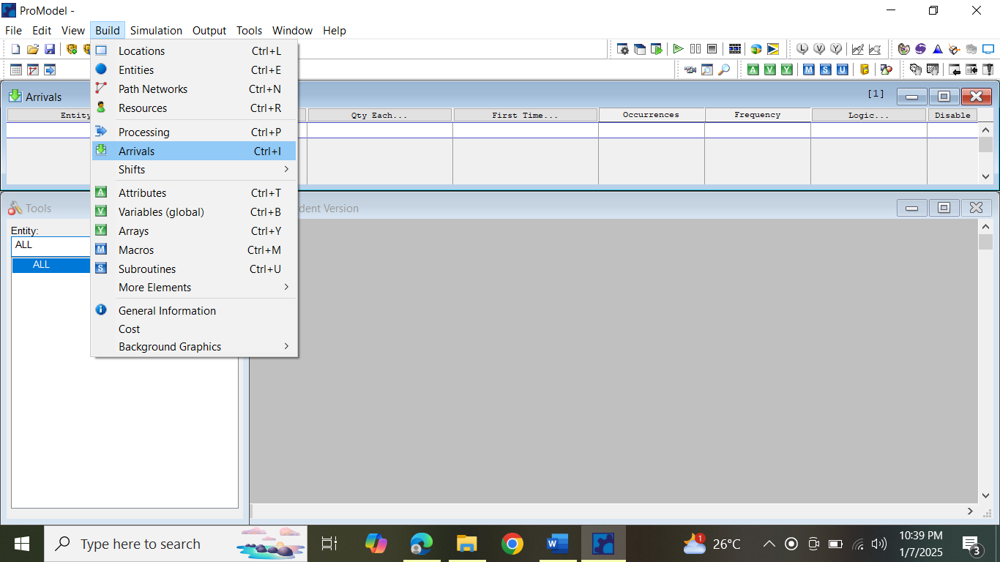 ProModel -
File Edit View Build Simulation Output Tools Window Help
Locations Ctrl+L
Entities Ctrl+E
Path Networks Ctrl+N
Resources Ctrl+R
Processing Ctrl+P
Arrivals Ctrl+I
Shifts
Attributes Ctrl+T
Variables (global) Ctrl+B
Arrays Ctrl+Y
Macros Ctrl+M
Subroutines Ctrl+U
More Elements
General Information
Cost
Background Graphics
Arrivals [1]
Entity Qty Each... First Time... Occurrences Frequency Logic... Disable
Tools
dent Version
Entity:
ALL
ALL
Type here to search
1
26°C
10:39 PM
1/7/2025
3